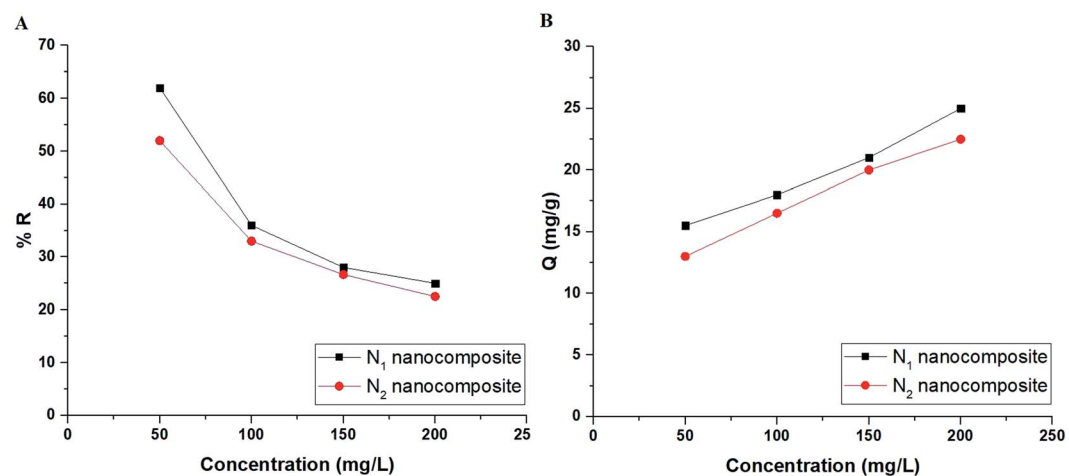 A
70
60
50
40
30
20
10
0
% R
0 50 100 150 200 25
Concentration (mg/L)
N₁ nanocomposite
N₂ nanocomposite
B
30
25
20
15
10
5
0
Q (mg/g)
0 50 100 150 200 250
Concentration (mg/L)
N₁ nanocomposite
N₂ nanocomposite